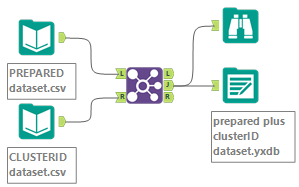 PREPARED
dataset.csv
L
R
L
J
R
CLUSTERID
dataset.csv
prepared plus
clusterID
dataset.yxdb